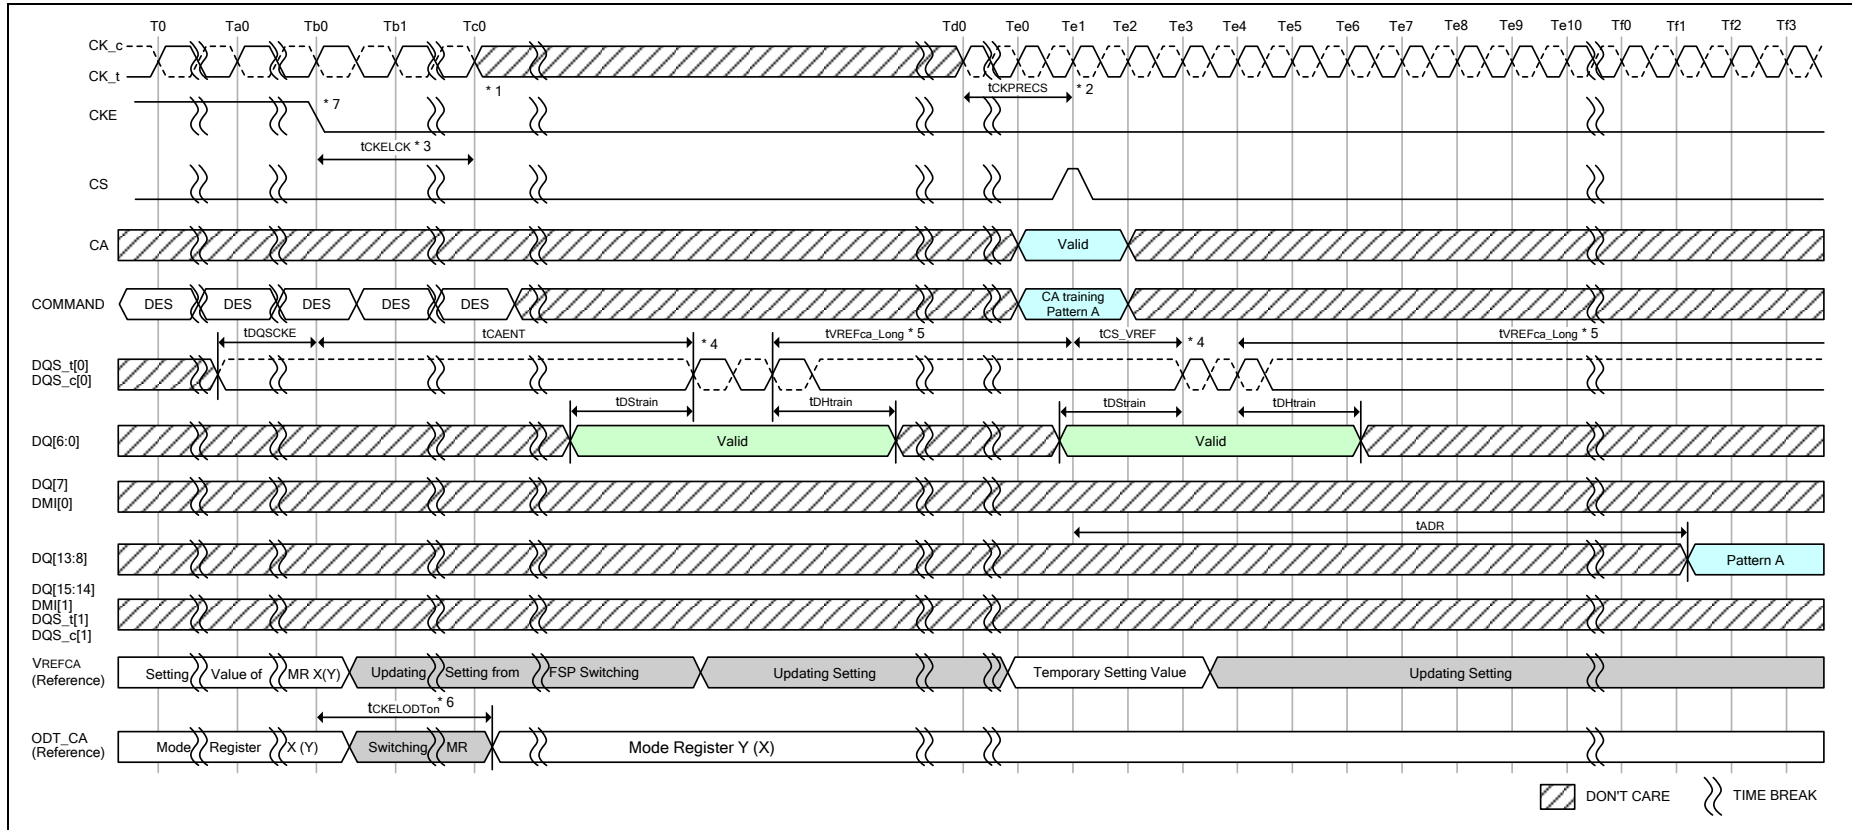 T0 Ta0 Tb0 Tb1 Tc0 Td0 Te0 Te1 Te2 Te3 Te4 Te5 Te6 Te7 Te8 Te9 Te10 Tf0 Tf1 Tf2 Tf3
CK_c
CK_t
* 1
tCKPRECS
* 2
CKE
* 7
tCKELCK * 3
CS
CA
Valid
COMMAND
DES DES DES DES DES
CA training
Pattern A
tDQSCKE
tCAENT
* 4
tVREFca_Long * 5
tCS_VREF
* 4
tVREFca_Long * 5
DQS_t[0]
DQS_c[0]
tDStrain
tDHtrain
tDStrain
tDHtrain
DQ[6:0]
Valid
Valid
DQ[7]
DMI[0]
tADR
DQ[13:8]
Pattern A
DQ[15:14]
DMI[1]
DQS_t[1]
DQS_c[1]
VREFCA
(Reference)
Setting Value of MR X(Y)
Updating Setting from FSP Switching
Updating Setting
Temporary Setting Value
Updating Setting
tCKELODTon * 6
ODT_CA
(Reference)
Mode Register X (Y)
Switching MR
Mode Register Y (X)
DON'T CARE
TIME BREAK